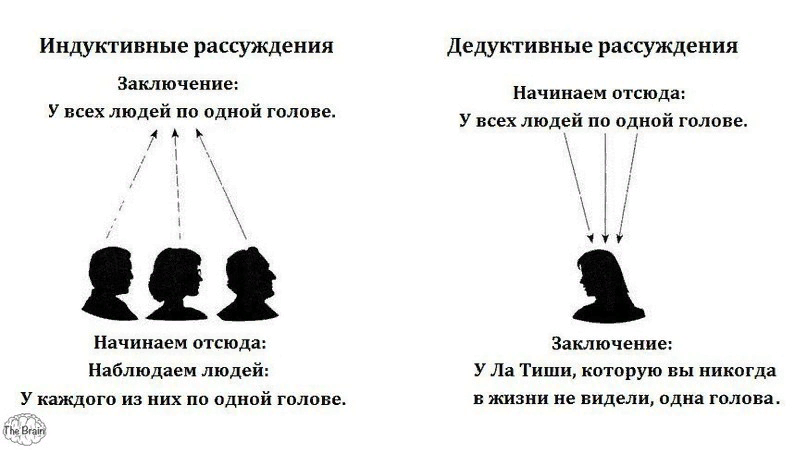 Индуктивные рассуждения
Заключение:
У всех людей по одной голове.
Начинаем отсюда:
Наблюдаем людей:
У каждого из них по одной голове.
Дедуктивные рассуждения
Начинаем отсюда:
У всех людей по одной голове.
Заключение:
У Ла Тиши, которую вы никогда
в жизни не видели, одна голова.
The Brain